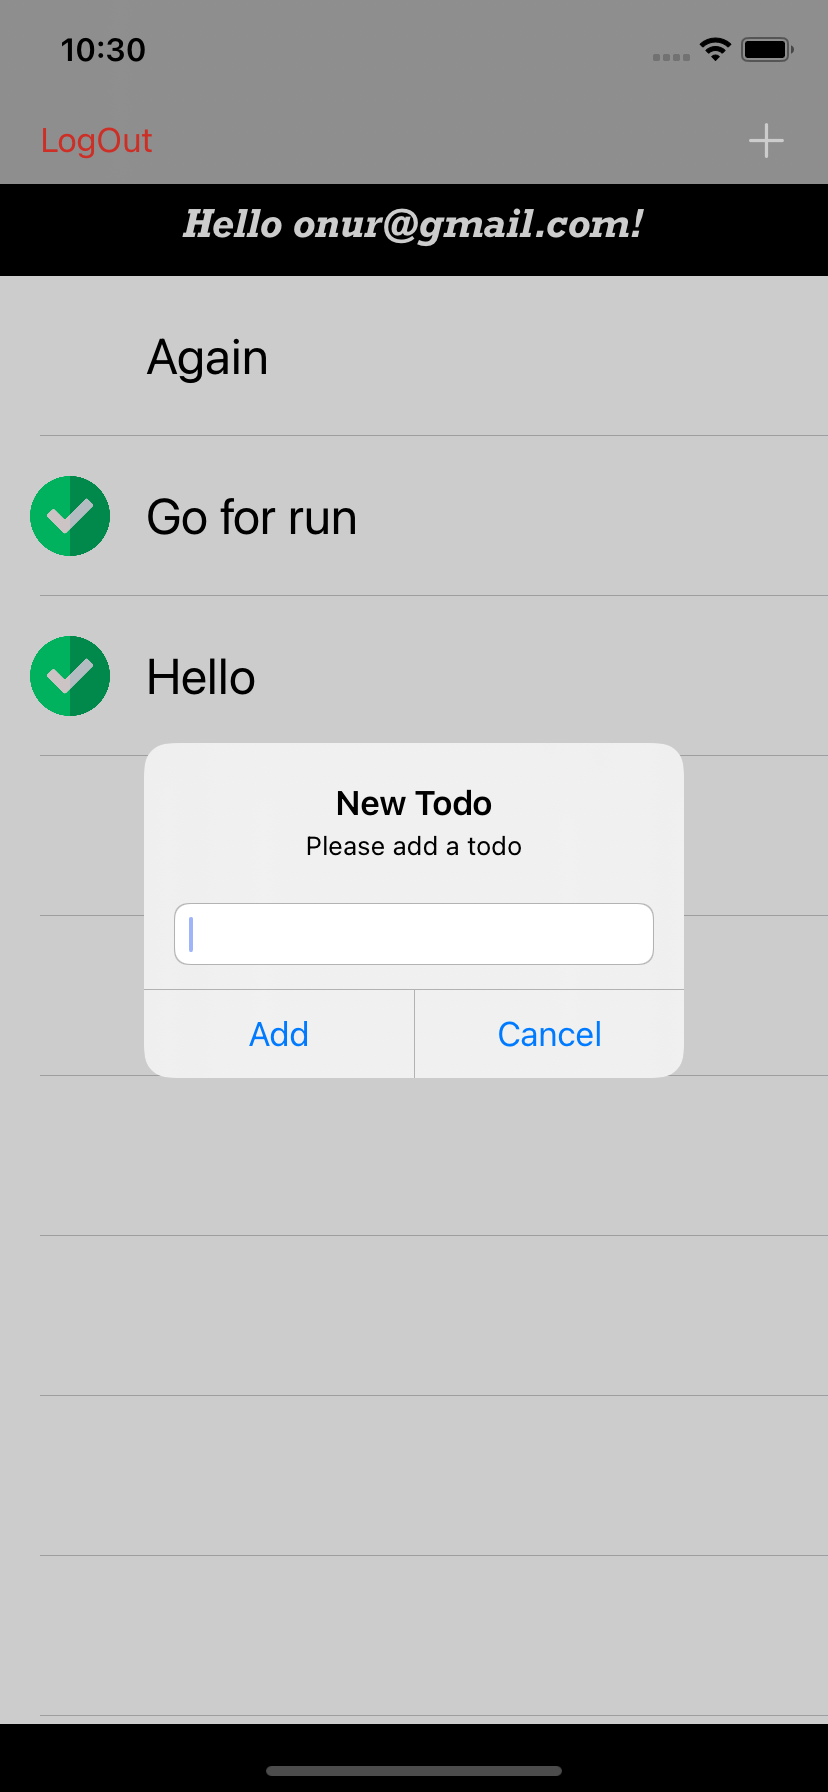 10:30
LogOut
Hello onur@gmail.com!
Again
Go for run
Hello
New Todo
Please add a todo
Add Cancel